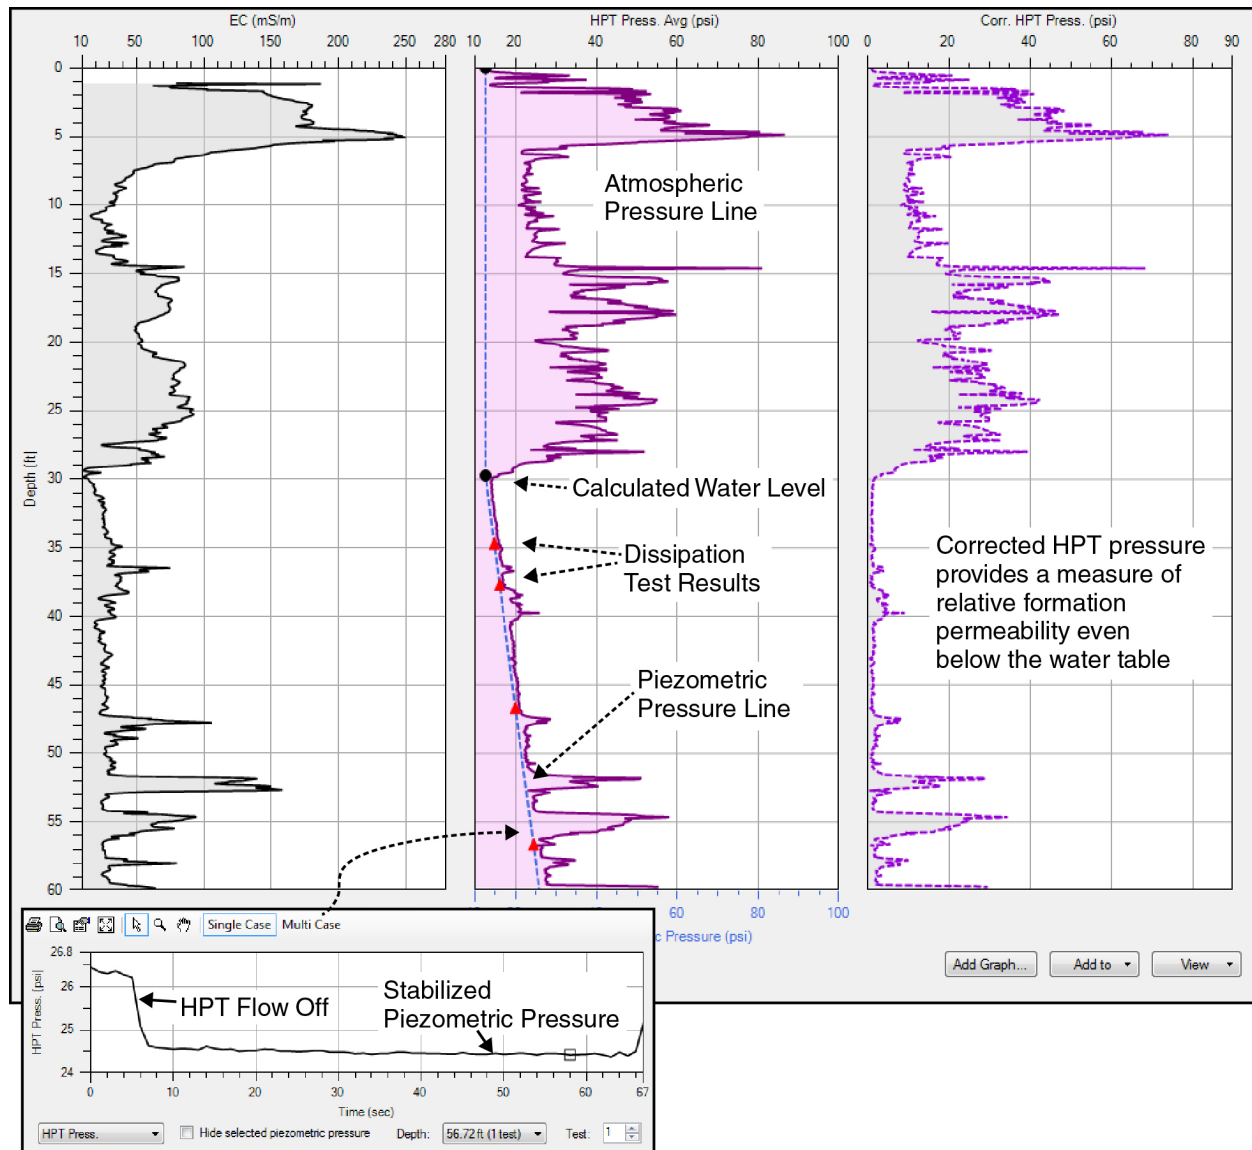 EC (mS/m)
10 50 100 150 200 250 280
HPT Press. Avg (psi)
10 20 40 60 80 100
Corr. HPT Press. (psi)
0 10 20 30 40 50 60 70 80 90
Depth (ft)
0
5
10
15
20
25
30
35
40
45
50
55
60
Atmospheric
Pressure Line
Calculated Water Level
Dissipation
Test Results
Piezometric
Pressure Line
Corrected HPT pressure
provides a measure of
relative formation
permeability even
below the water table
60 80 100
c Pressure (psi)
Add Graph...
Add to
View
Single Case
Multi Case
HPT Press. (psi)
26.8
26
25
24
HPT Flow Off
Stabilized
Piezometric Pressure
0 10 20 30 40 50 60 67
Time (sec)
HPT Press.
Hide selected piezometric pressure
Depth:
56.72 ft (1 test)
Test:
1